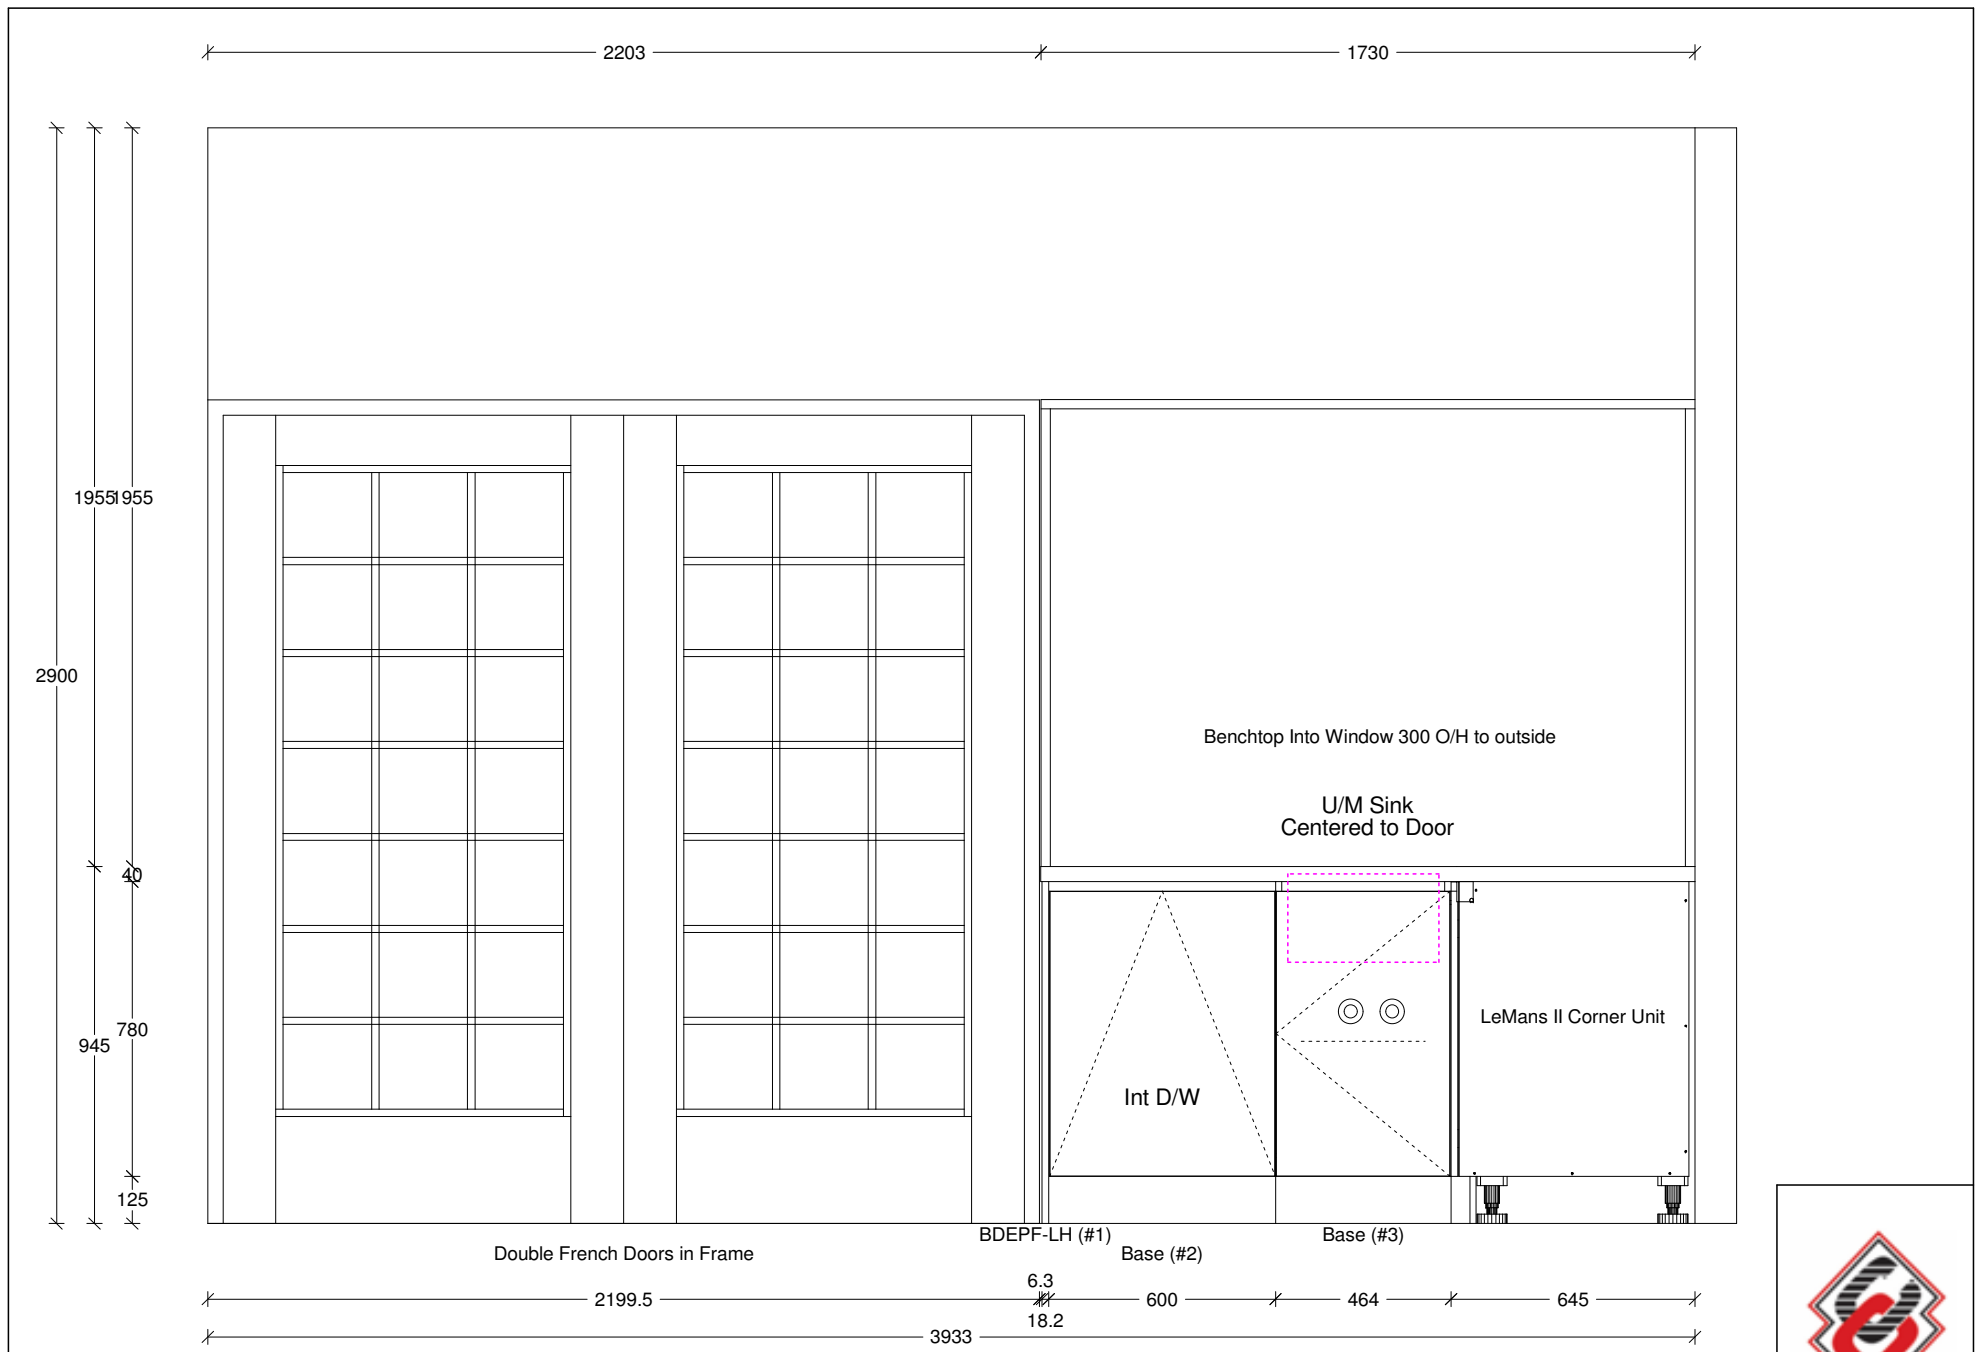 2203
1730
1955
1955
2900
Benchtop Into Window 300 O/H to outside
U/M Sink
Centered to Door
40
780
945
LeMans II Corner Unit
Int D/W
125
BDEPF-LH (#1)
Base (#3)
Double French Doors in Frame
Base (#2)
6.3
2199.5
600
464
645
18.2
3933